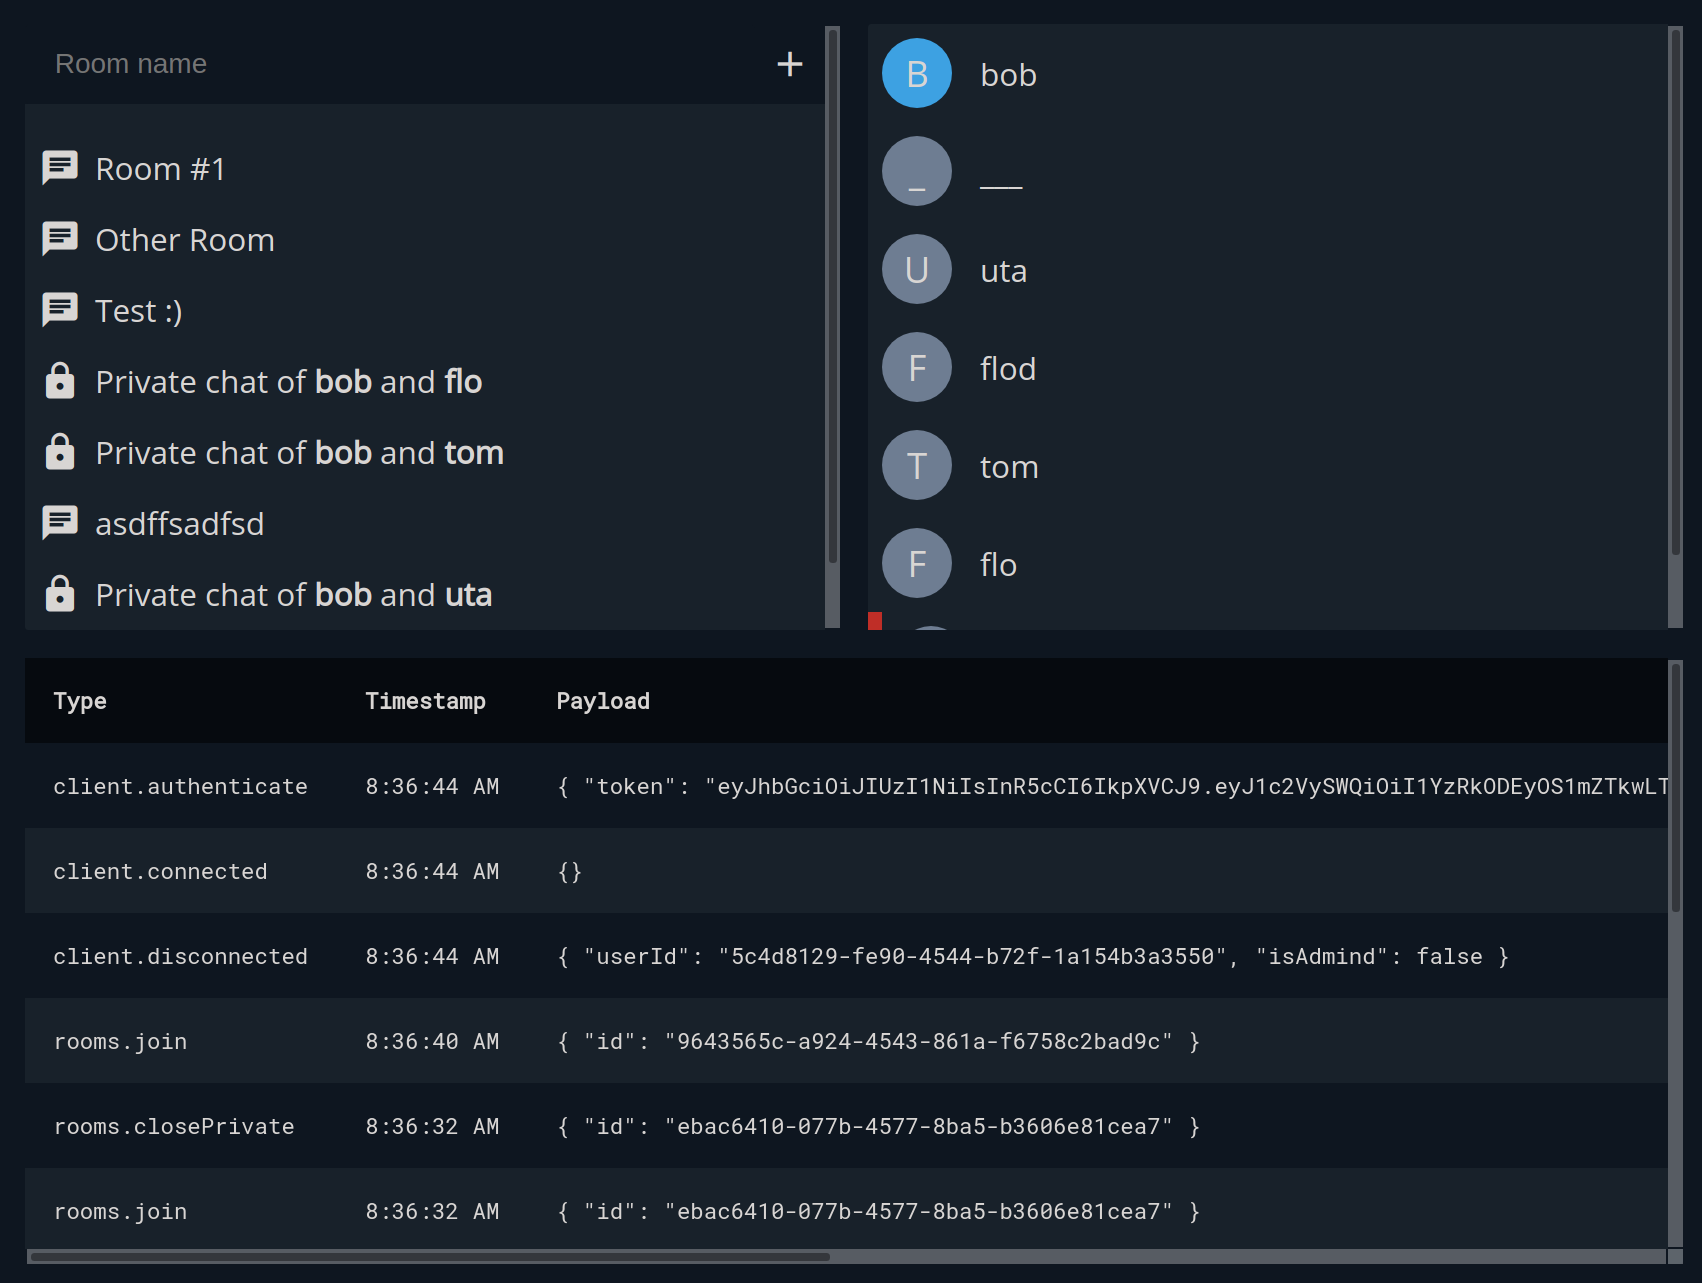 Room name +
Room #1
Other Room
Test :)
Private chat of bob and flo
Private chat of bob and tom
asdffsadfsd
Private chat of bob and uta
B bob
_ ___
U uta
F flod
T tom
F flo
Type Timestamp Payload
client.authenticate 8:36:44 AM { "token": "eyJhbGciOiJIUzI1NiIsInR5cCI6IkpXVCJ9.eyJ1c2VySWQiOiI1YzRkODEyOS1mZTkwLT
client.connected 8:36:44 AM {}
client.disconnected 8:36:44 AM { "userId": "5c4d8129-fe90-4544-b72f-1a154b3a3550", "isAdmind": false }
rooms.join 8:36:40 AM { "id": "9643565c-a924-4543-861a-f6758c2bad9c" }
rooms.closePrivate 8:36:32 AM { "id": "ebac6410-077b-4577-8ba5-b3606e81cea7" }
rooms.join 8:36:32 AM { "id": "ebac6410-077b-4577-8ba5-b3606e81cea7" }